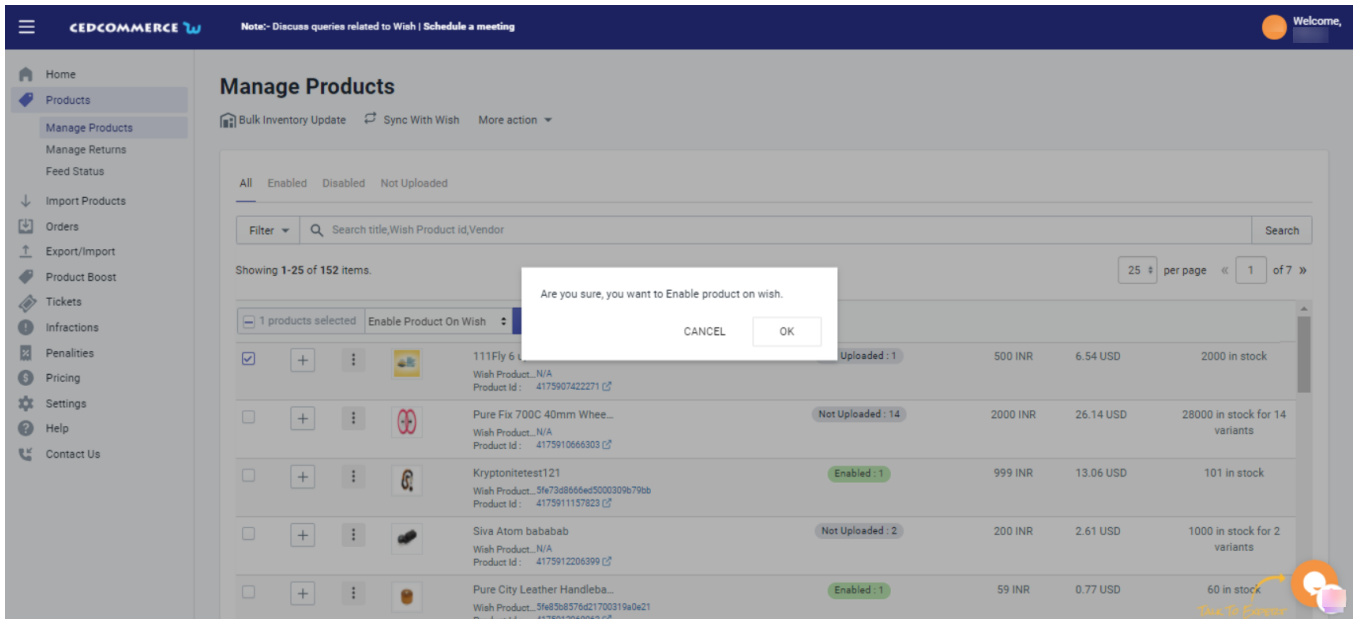 CEDCOMMERCE
Note:- Discuss queries related to Wish | Schedule a meeting
Welcome,
Home
Products
Manage Products
Manage Returns
Feed Status
Import Products
Orders
Export/Import
Product Boost
Tickets
Infractions
Penalities
Pricing
Settings
Help
Contact Us
Manage Products
Bulk Inventory Update Sync With Wish More action
All Enabled Disabled Not Uploaded
Filter Search title,Wish Product id,Vendor Search
Showing 1-25 of 152 items. 25 per page « 1 of 7 »
Are you sure, you want to Enable product on wish.
CANCEL OK
1 products selected Enable Product On Wish
111Fly 6 Uploaded : 1 500 INR 6.54 USD 2000 in stock
Wish Product...N/A
Product Id : 4175907422271
Pure Fix 700C 40mm Whee... Not Uploaded : 14 2000 INR 26.14 USD 28000 in stock for 14
variants
Wish Product...N/A
Product Id : 4175910666303
Kryptonitetest121 Enabled : 1 999 INR 13.06 USD 101 in stock
Wish Product...5fe73d8666ed5000309b79bb
Product Id : 4175911157823
Siva Atom bababab Not Uploaded : 2 200 INR 2.61 USD 1000 in stock for 2
variants
Wish Product...N/A
Product Id : 4175912206399
Pure City Leather Handleba... Enabled : 1 59 INR 0.77 USD 60 in stock
Wish Product...5fe85b8576d21700319a0e21